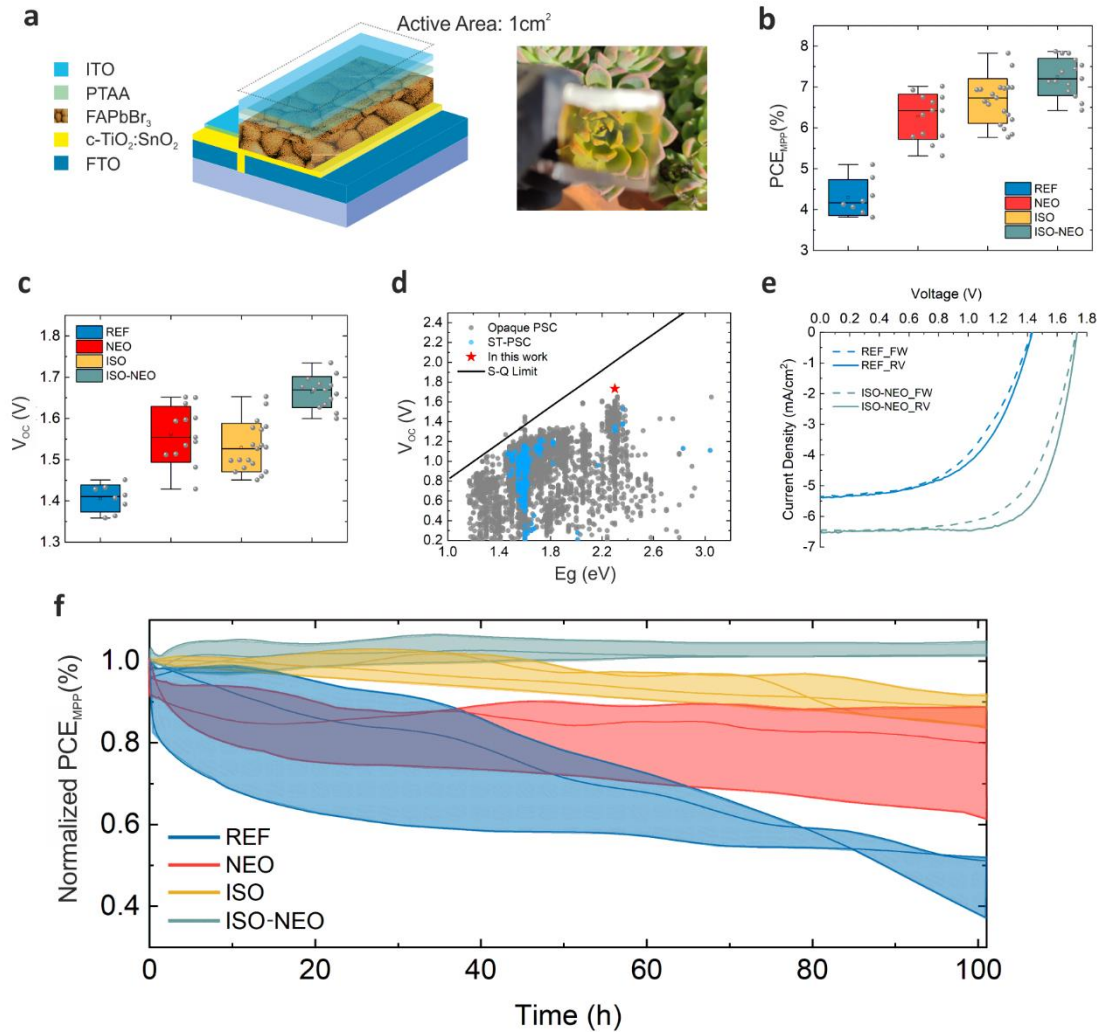 a
Active Area: 1cm²
ITO
PTAA
FAPbBr₃
c-TiO₂:SnO₂
FTO
b
PCE_MPP(%)
8
7
6
5
4
3
REF
NEO
ISO
ISO-NEO
c
V_OC (V)
1.8
1.7
1.6
1.5
1.4
1.3
REF
NEO
ISO
ISO-NEO
d
V_OC (V)
2.4
2.2
2.0
1.8
1.6
1.4
1.2
1.0
0.8
0.6
0.4
0.2
Opaque PSC
ST-PSC
In this work
S-Q Limit
1.0 1.4 1.8 2.2 2.6 3.0
Eg (eV)
e
Voltage (V)
0.0 0.2 0.4 0.6 0.8 1.0 1.2 1.4 1.6 1.8
Current Density (mA/cm²)
0
-1
-2
-3
-4
-5
-6
-7
REF_FW
REF_RV
ISO-NEO_FW
ISO-NEO_RV
f
Normalized PCE_MPP(%)
1.0
0.8
0.6
0.4
REF
NEO
ISO
ISO-NEO
0 20 40 60 80 100
Time (h)